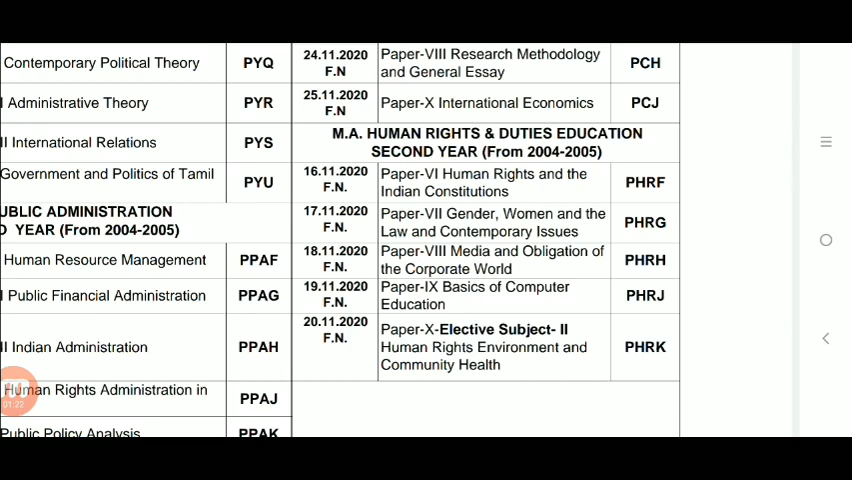 Contemporary Political Theory PYQ
I Administrative Theory PYR
II International Relations PYS
Government and Politics of Tamil PYU
UBLIC ADMINISTRATION
D YEAR (From 2004-2005)
Human Resource Management PPAF
I Public Financial Administration PPAG
II Indian Administration PPAH
Human Rights Administration in PPAJ
Public Policy Analysis PPAK
24.11.2020 Paper-VIII Research Methodology
F.N and General Essay PCH
25.11.2020 Paper-X International Economics PCJ
F.N
M.A. HUMAN RIGHTS & DUTIES EDUCATION
SECOND YEAR (From 2004-2005)
16.11.2020 Paper-VI Human Rights and the
F.N. Indian Constitutions PHRF
17.11.2020 Paper-VII Gender, Women and the
F.N. Law and Contemporary Issues PHRG
18.11.2020 Paper-VIII Media and Obligation of
F.N. the Corporate World PHRH
19.11.2020 Paper-IX Basics of Computer
F.N. Education PHRJ
20.11.2020 Paper-X-Elective Subject- II
F.N. Human Rights Environment and PHRK
Community Health
01:22